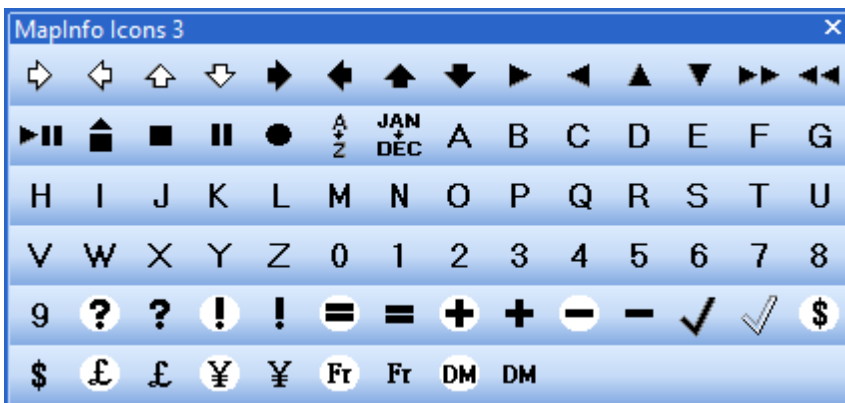 MapInfo Icons 3
A Z JAN DEC A B C D E F G
H I J K L M N O P Q R S T U
V W X Y Z 0 1 2 3 4 5 6 7 8
9 ? ? ! ! = = + + - - $
$ £ £ ¥ ¥ Fr Fr DM DM